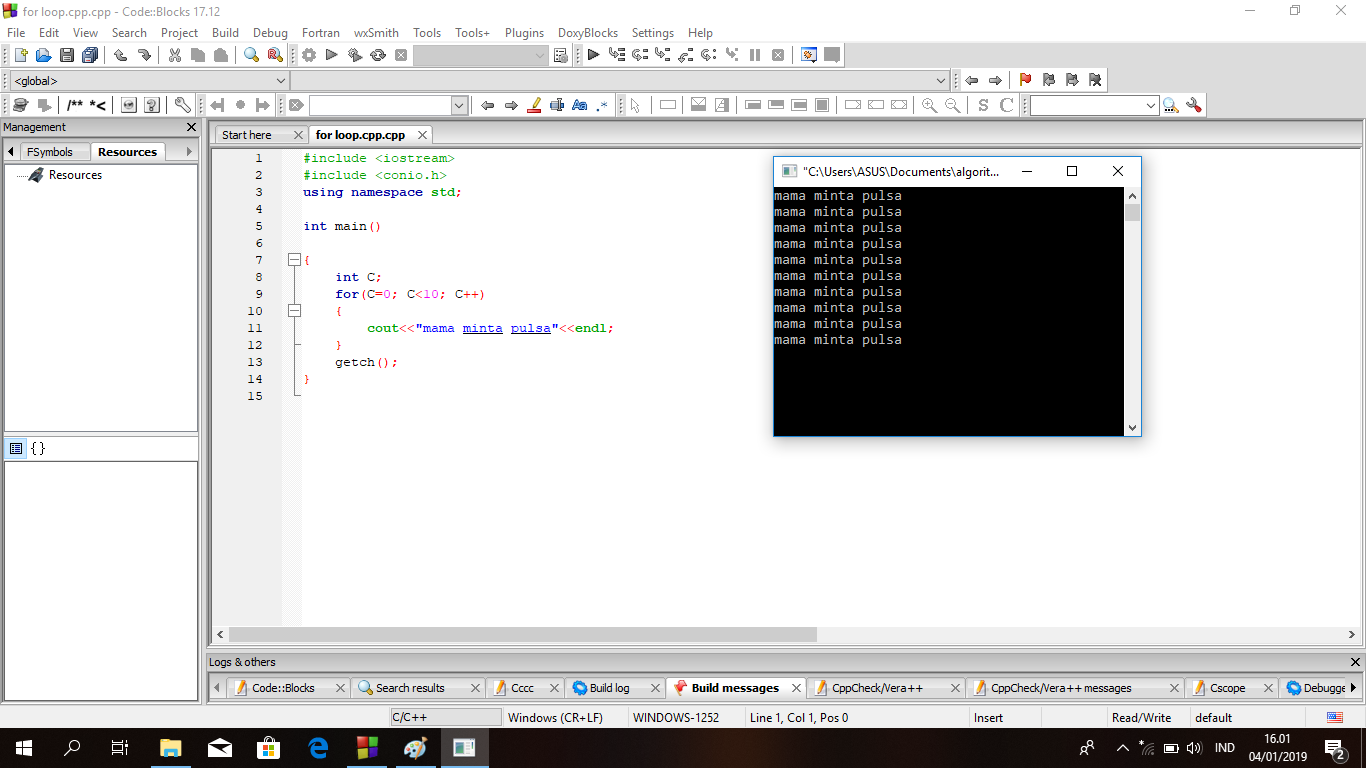 for loop.cpp.cpp - Code::Blocks 17.12
File Edit View Search Project Build Debug Fortran wxSmith Tools Tools+ Plugins DoxyBlocks Settings Help
<global>
/** *<
Aa .*
S C
Management
FSymbols Resources
Resources
{}
Start here for loop.cpp.cpp
1 #include <iostream>
2 #include <conio.h>
3 using namespace std;
4
5 int main()
6
7 {
8 int C;
9 for(C=0; C<10; C++)
10 {
11 cout<<"mama minta pulsa"<<endl;
12 }
13 getch();
14 }
15
"C:\Users\ASUS\Documents\algorit...
mama minta pulsa
mama minta pulsa
mama minta pulsa
mama minta pulsa
mama minta pulsa
mama minta pulsa
mama minta pulsa
mama minta pulsa
mama minta pulsa
mama minta pulsa
Logs & others
Code::Blocks Search results Cccc Build log Build messages CppCheck/Vera++ CppCheck/Vera++ messages Cscope Debugge
C/C++ Windows (CR+LF) WINDOWS-1252 Line 1, Col 1, Pos 0 Insert Read/Write default
IND
16.01
04/01/2019
2